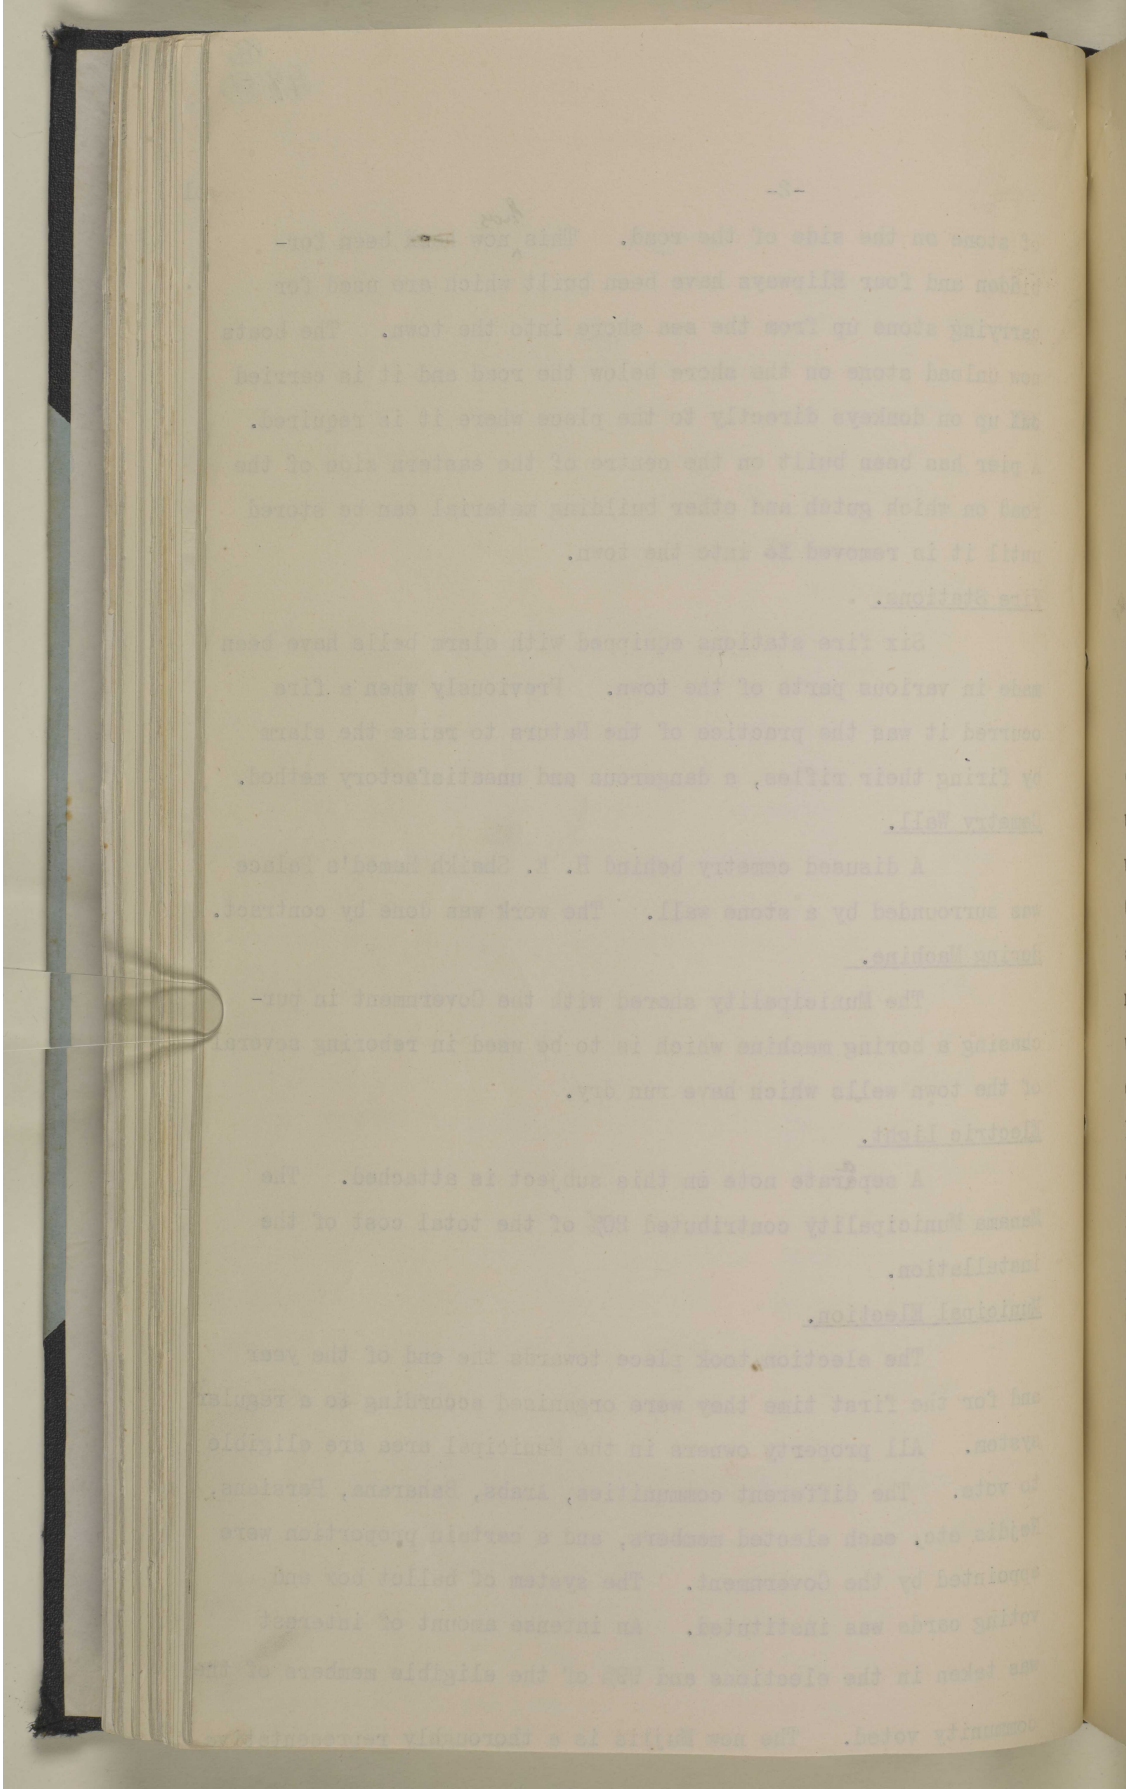 -2-
of stone on the side of the road. This now has been for-
bidden and four slipways have been built which are used for
carrying stone up from the sea shore into the town. The boats
now unload stone on the shore below the road and it is carried
up on donkeys directly to the place where it is required.
A pier has been built on the centre of the eastern side of the
road on which gutch and other building material can be stored
until it is removed into the town.
Fire Stations.
Six fire stations equipped with alarm bells have been
made in various parts of the town. Previously when a fire
ocurred it was the practice of the Naturs to raise the alarm
by firing their rifles, a dangerous and unsatisfactory method.
Cemetry Wall.
A disused cemetry behind H. E. Shaikh Hamed's Palace
was surrounded by a stone wall. The work was done by contract.
Boring Machine.
The Municipality shared with the Government in pur-
chasing a boring machine which is to be used in reboring several
of the town wells which have run dry.
Electric Light.
A separate note in this subject is attached. The
Manama Municipality contributed of the total cost of the
installation.
Municipal Election.
The election took place towards the end of the year
and for the first time they were organised according to a regular
system. All property owners in the Municipal area are eligible
to vote. The different communities, Arabs, Baharana, Persians,
Nejdis etc, each elected members, and a certain proportion were
appointed by the Government. The system of ballot box and
voting cards was instituted. An intense amount of interest
was taken in the elections and of the eligible members of the
community voted. The new Mejlis is a thoroughly representative